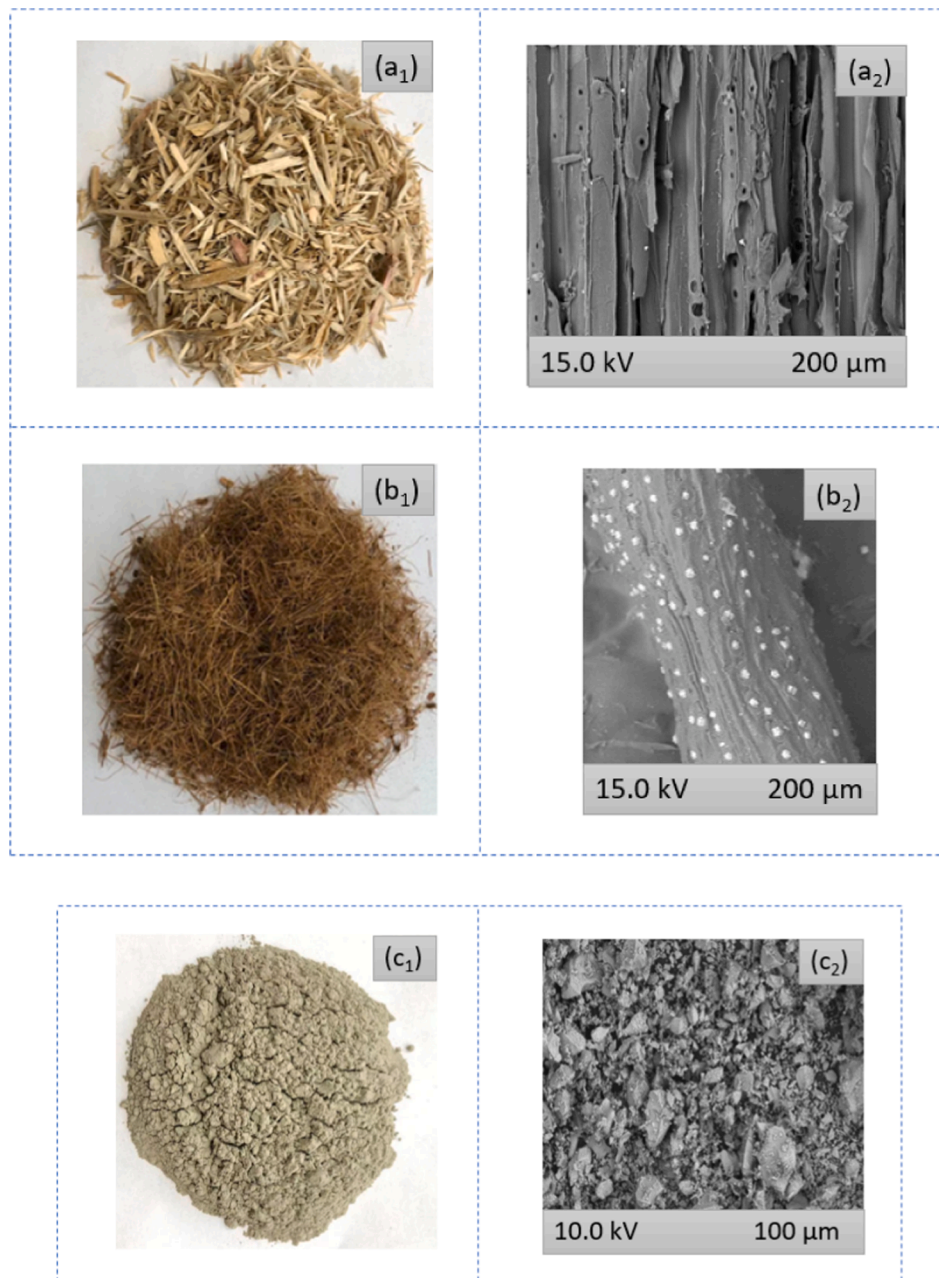 (a₁)
(a₂)
15.0 kV 200 µm
(b₁)
(b₂)
15.0 kV 200 µm
(c₁)
(c₂)
10.0 kV 100 µm